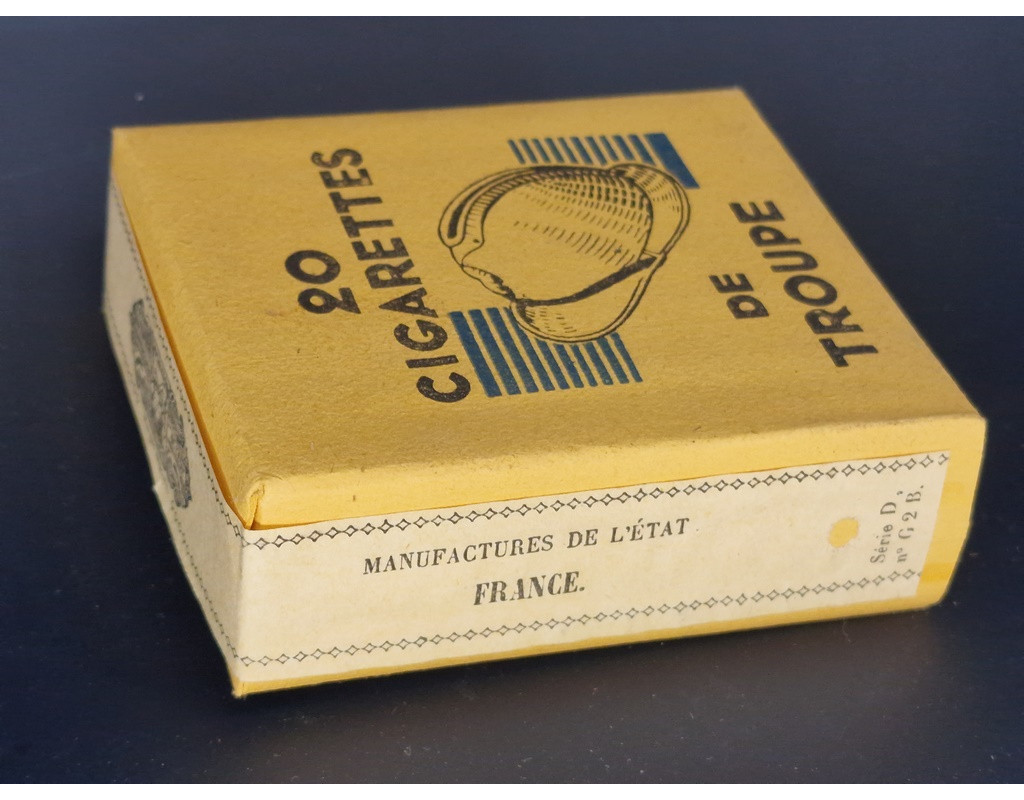 20
CIGARETTES
DE
TROUPE
MANUFACTURES DE L'ÉTAT
FRANCE.
Série D,
n° G 2 B.